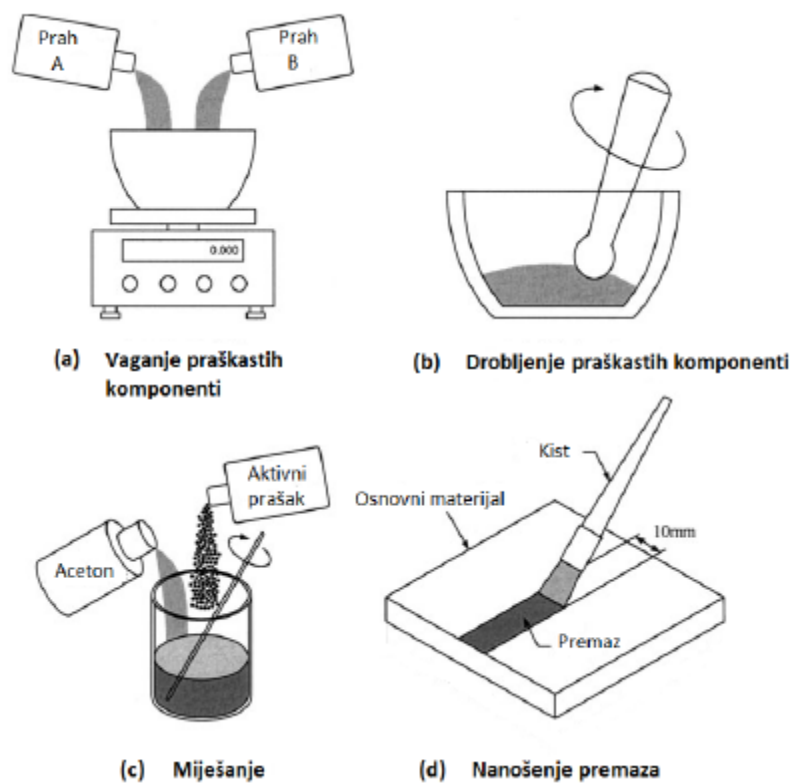 Prah
A
Prah
B
0.000
(a) Vaganje praškastih
komponenti
(b) Drobljenje praškastih komponenti
Aktivni
prašak
Aceton
Kist
Osnovni materijal
10mm
Premaz
(c) Miješanje
(d) Nanošenje premaza